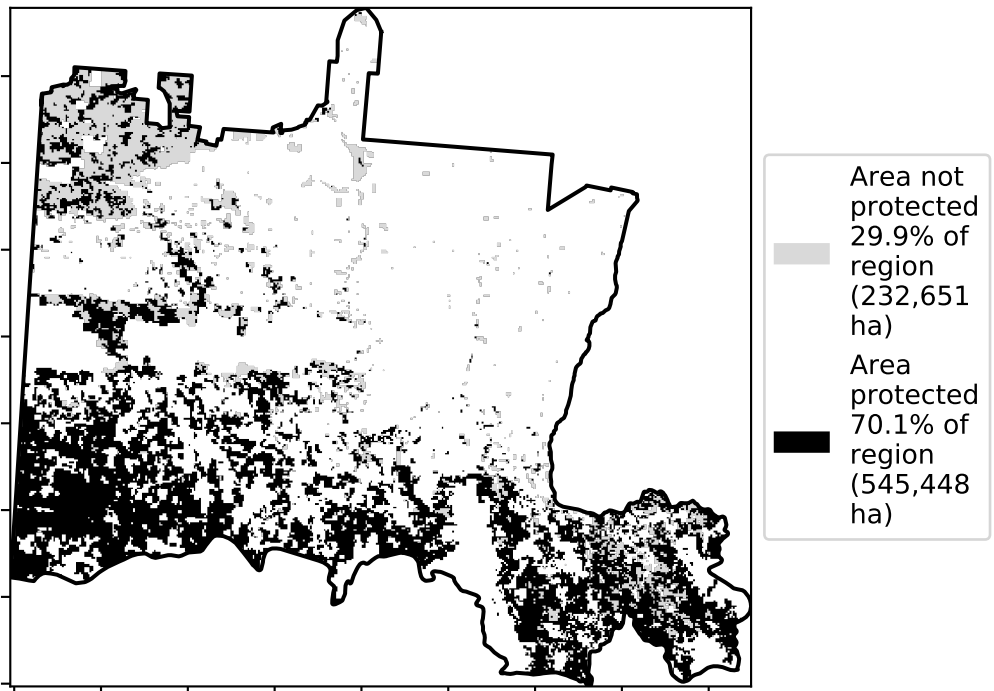 Area not
protected
29.9% of
region
(232,651
ha)
Area
protected
70.1% of
region
(545,448
ha)